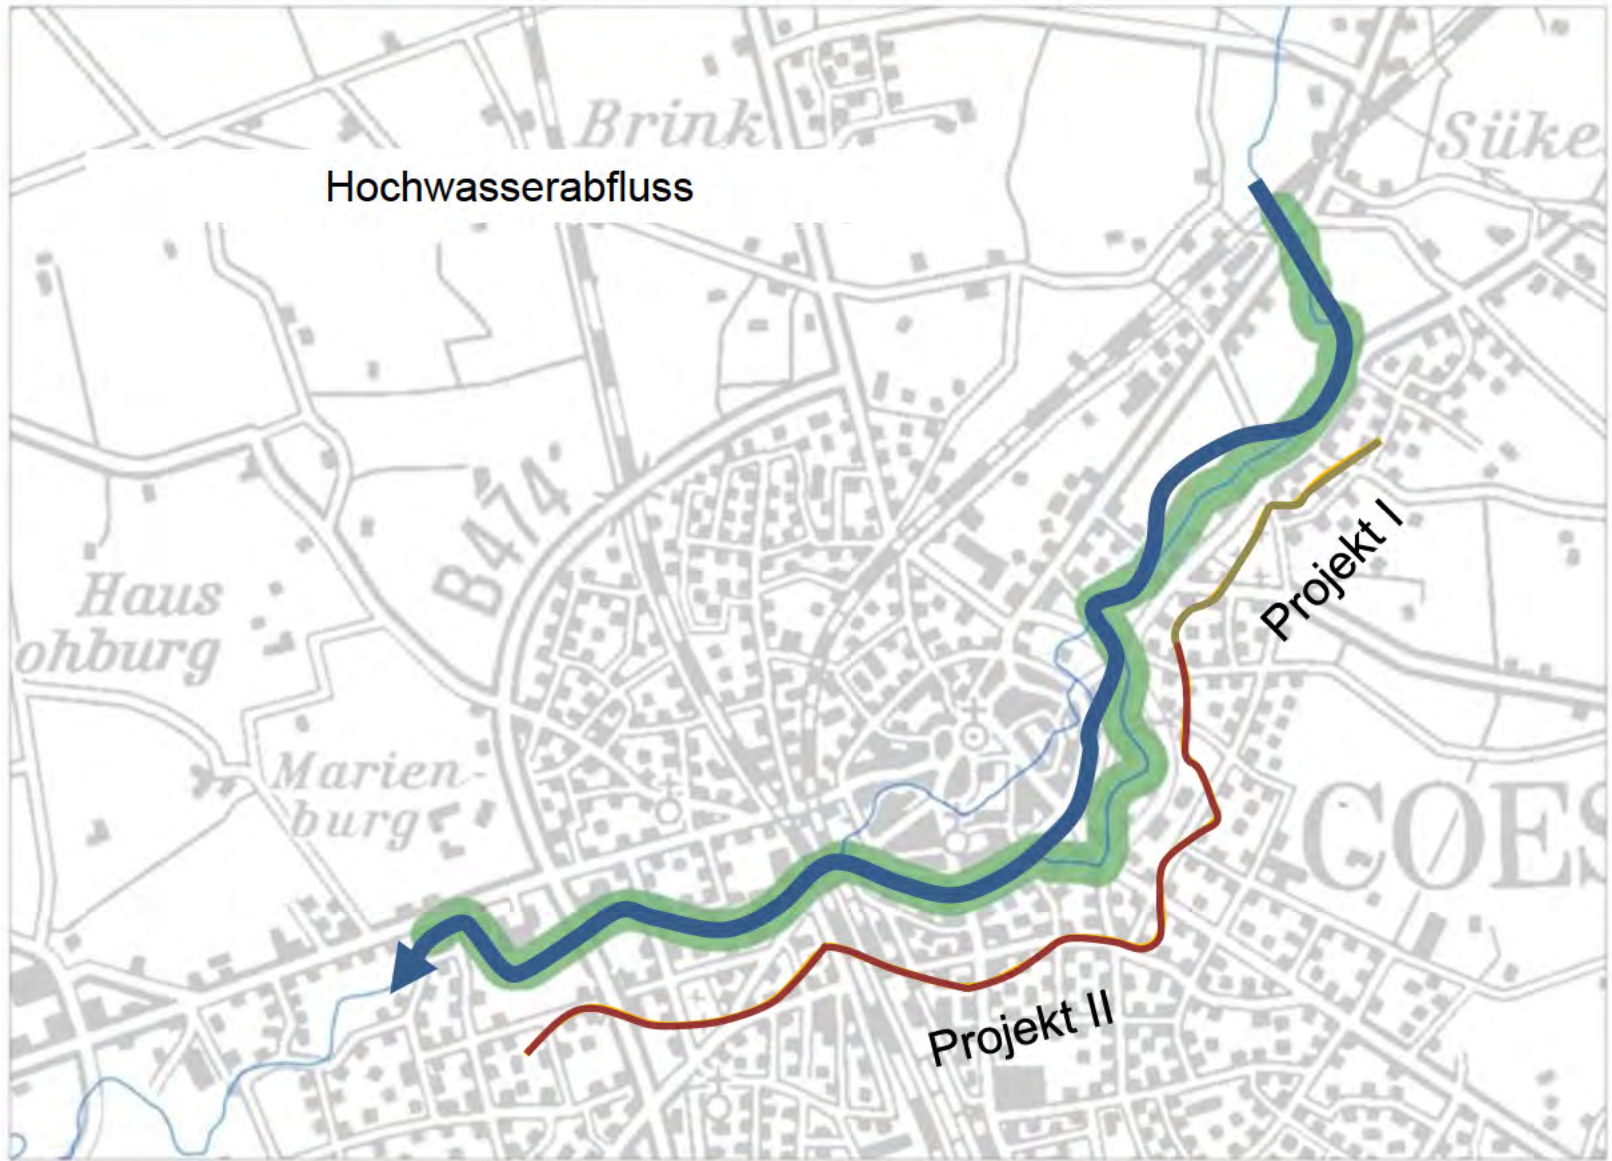 Brink
Süke
Hochwasserabfluss
B474
Projekt I
Haus
ohburg
Marien-
burg
COES
Projekt II